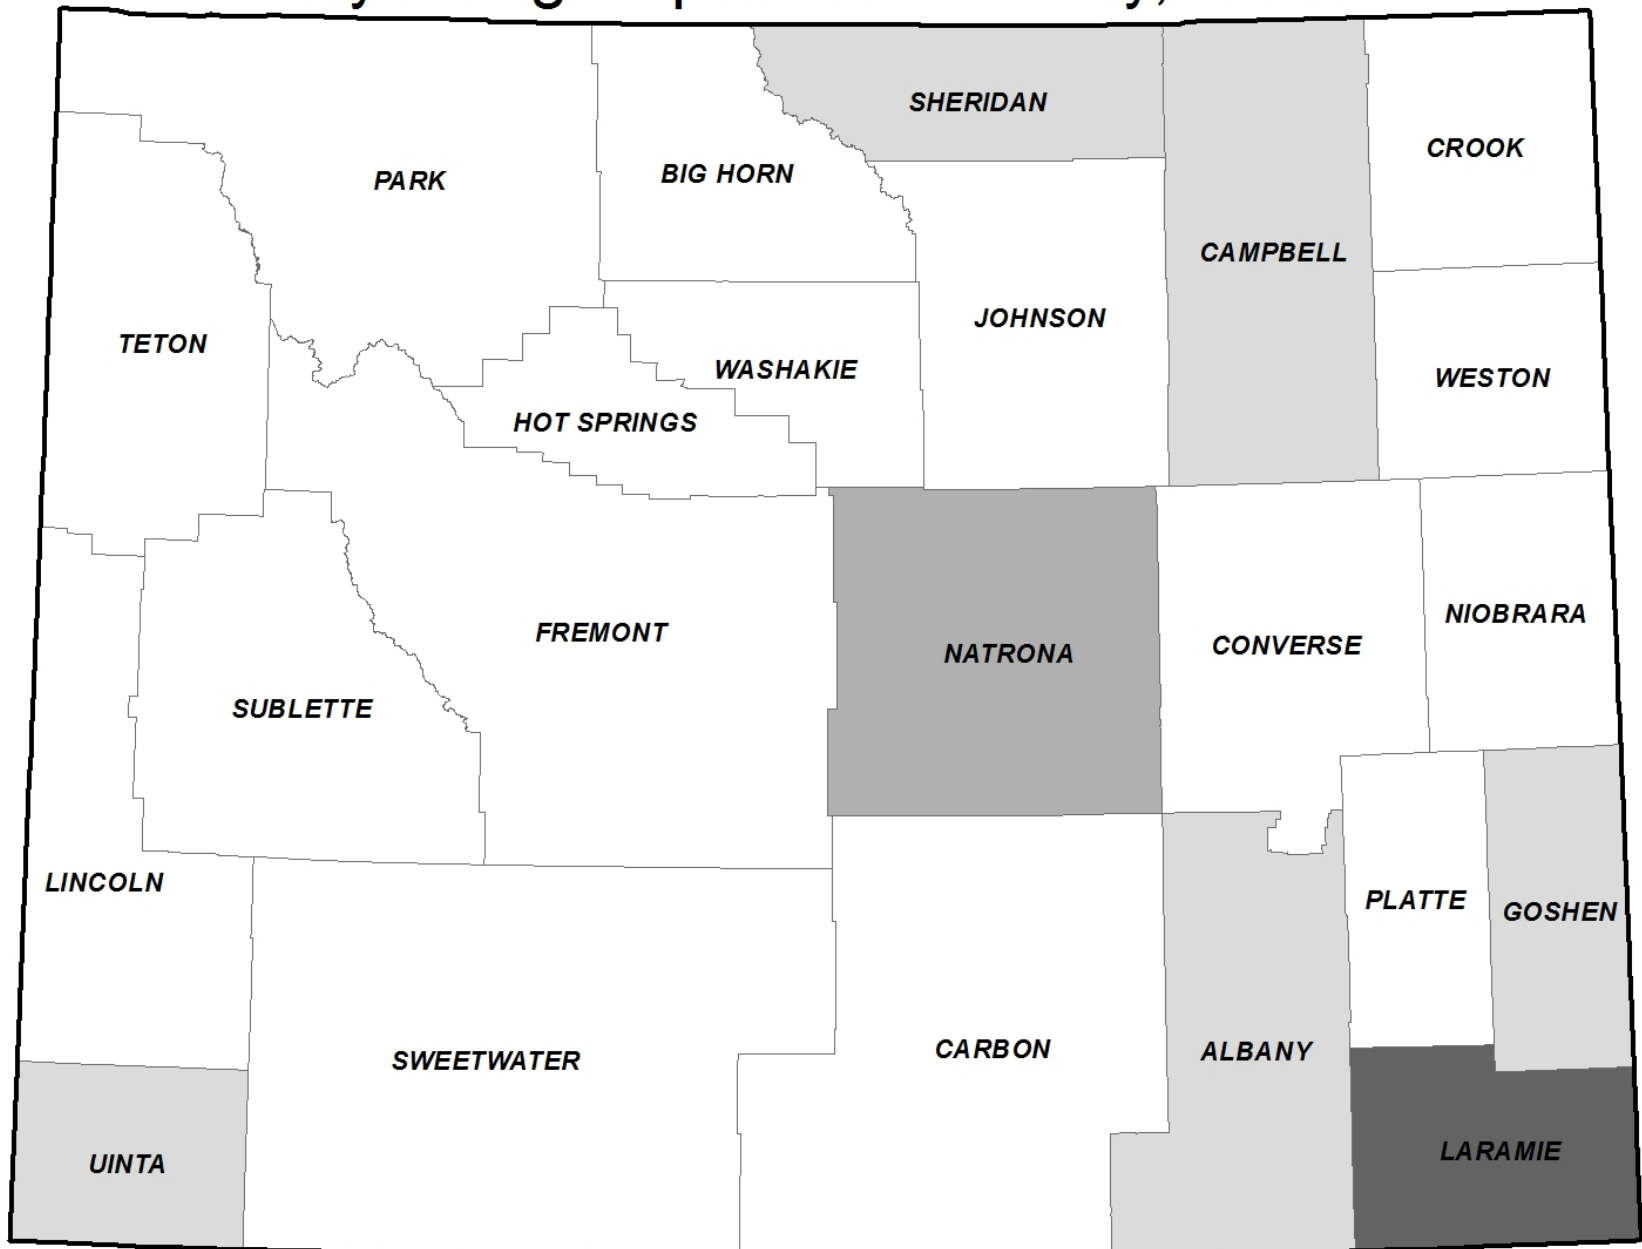 SHERIDAN
CROOK
BIG HORN
PARK
CAMPBELL
JOHNSON
TETON
WASHAKIE
WESTON
HOT SPRINGS
NIOBRARA
FREMONT
CONVERSE
NATRONA
SUBLETTE
LINCOLN
PLATTE
GOSHEN
CARBON
ALBANY
SWEETWATER
LARAMIE
UINTA